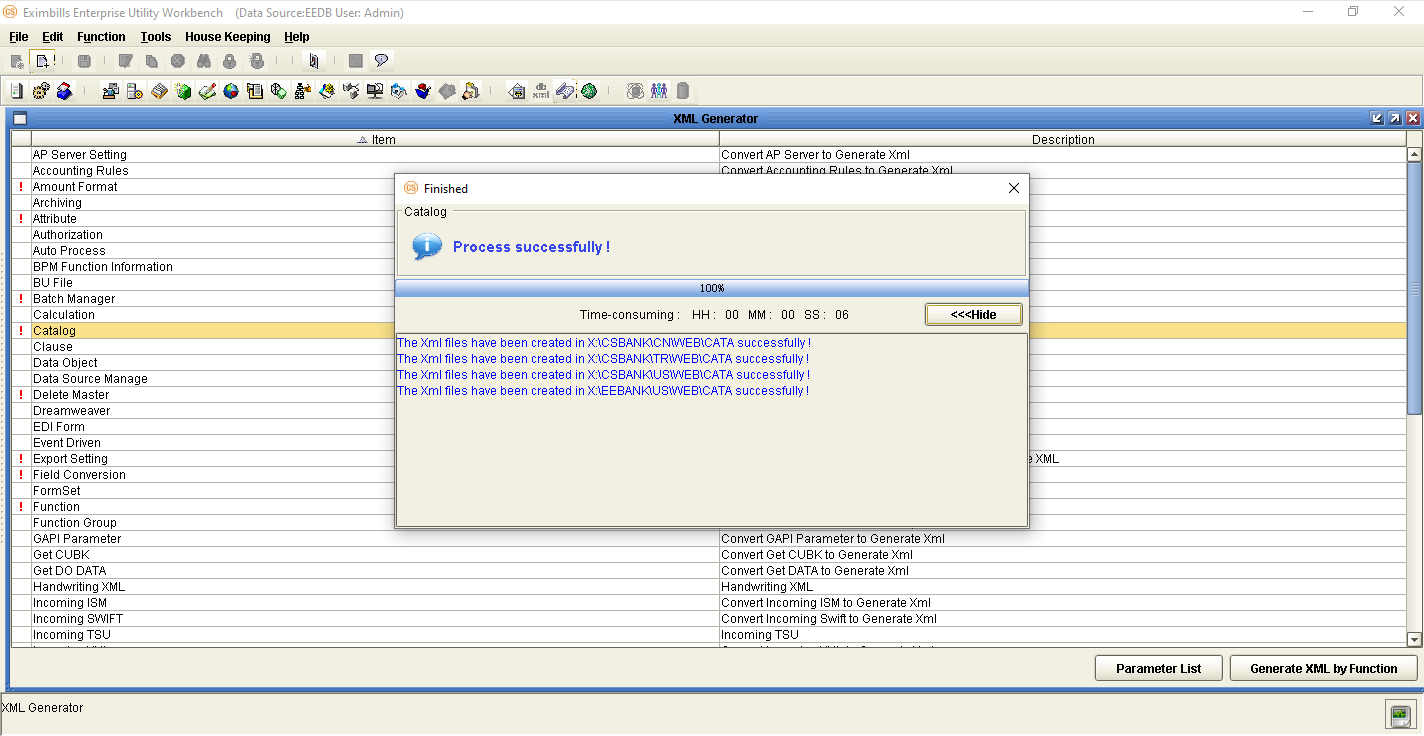 Eximbills Enterprise Utility Workbench (Data Source:EEDB User: Admin)
File Edit Function Tools House Keeping Help
XML Generator
Item Description
AP Server Setting Convert AP Server to Generate Xml
Accounting Rules Convert Accounting Rules to Generate Xml
! Amount Format
Archiving
! Attribute
Authorization
Auto Process
BPM Function Information
BU File
! Batch Manager
Calculation
! Catalog
Clause
Data Object
Data Source Manage
! Delete Master
Dreamweaver
EDI Form
Event Driven
! Export Setting e XML
! Field Conversion
FormSet
! Function
Function Group
GAPI Parameter Convert GAPI Parameter to Generate Xml
Get CUBK Convert Get CUBK to Generate Xml
Get DO DATA Convert Get DATA to Generate Xml
Handwriting XML Handwriting XML
Incoming ISM Convert Incoming ISM to Generate Xml
Incoming SWIFT Convert Incoming Swift to Generate Xml
Incoming TSU Incoming TSU
CS Finished
Catalog
Process successfully !
100%
Time-consuming : HH : 00 MM : 00 SS : 06
<<<Hide
The Xml files have been created in X:\CSBANK\CN\WEB\CATA successfully !
The Xml files have been created in X:\CSBANK\TR\WEB\CATA successfully !
The Xml files have been created in X:\CSBANK\US\WEB\CATA successfully !
The Xml files have been created in X:\EEBANK\US\WEB\CATA successfully !
Parameter List Generate XML by Function
XML Generator